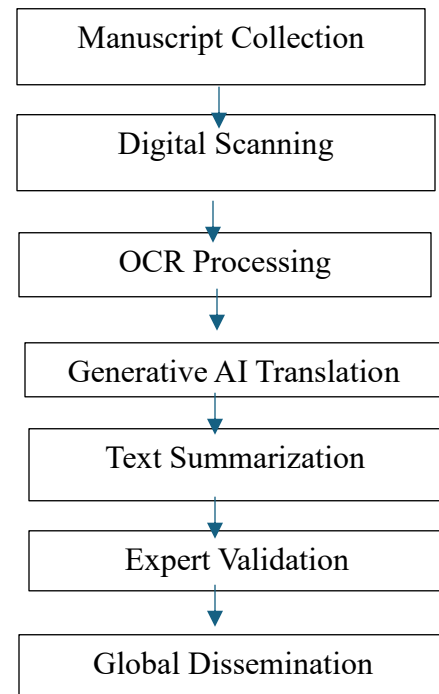 Manuscript Collection
Digital Scanning
OCR Processing
Generative AI Translation
Text Summarization
Expert Validation
Global Dissemination